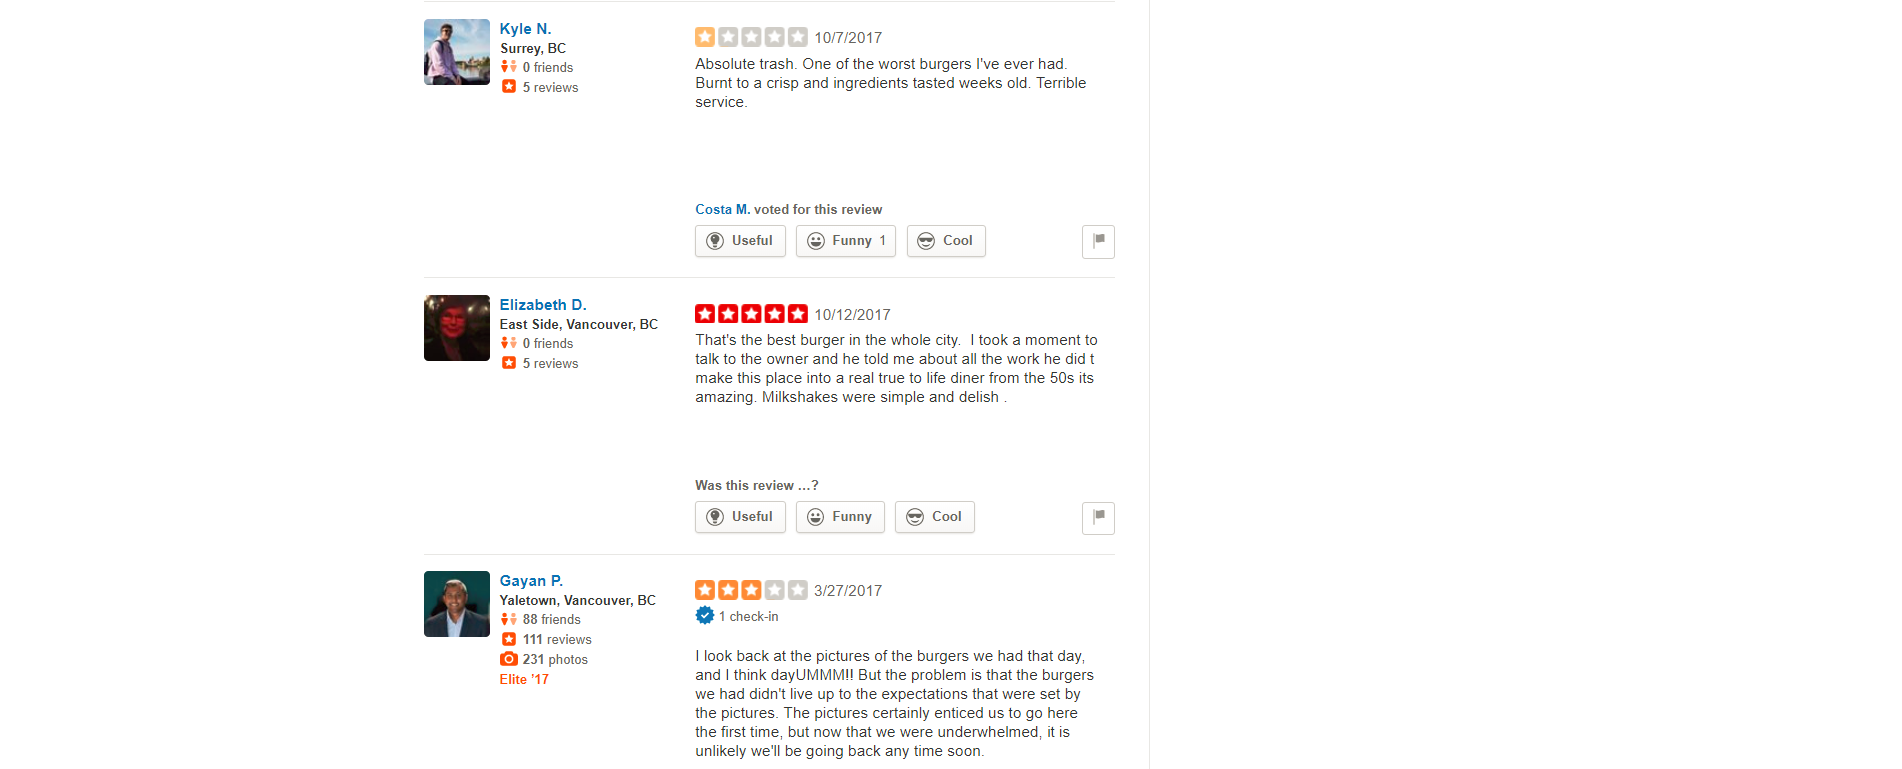 Kyle N.
Surrey, BC
0 friends
5 reviews
10/7/2017
Absolute trash. One of the worst burgers I've ever had.
Burnt to a crisp and ingredients tasted weeks old. Terrible
service.
Costa M. voted for this review
Useful
Funny 1
Cool
Elizabeth D.
East Side, Vancouver, BC
0 friends
5 reviews
10/12/2017
That's the best burger in the whole city.  I took a moment to
talk to the owner and he told me about all the work he did t
make this place into a real true to life diner from the 50s its
amazing. Milkshakes were simple and delish .
Was this review …?
Useful
Funny
Cool
Gayan P.
Yaletown, Vancouver, BC
88 friends
111 reviews
231 photos
Elite ’17
3/27/2017
1 check-in
I look back at the pictures of the burgers we had that day,
and I think dayUMMM!! But the problem is that the burgers
we had didn't live up to the expectations that were set by
the pictures. The pictures certainly enticed us to go here
the first time, but now that we were underwhelmed, it is
unlikely we'll be going back any time soon.